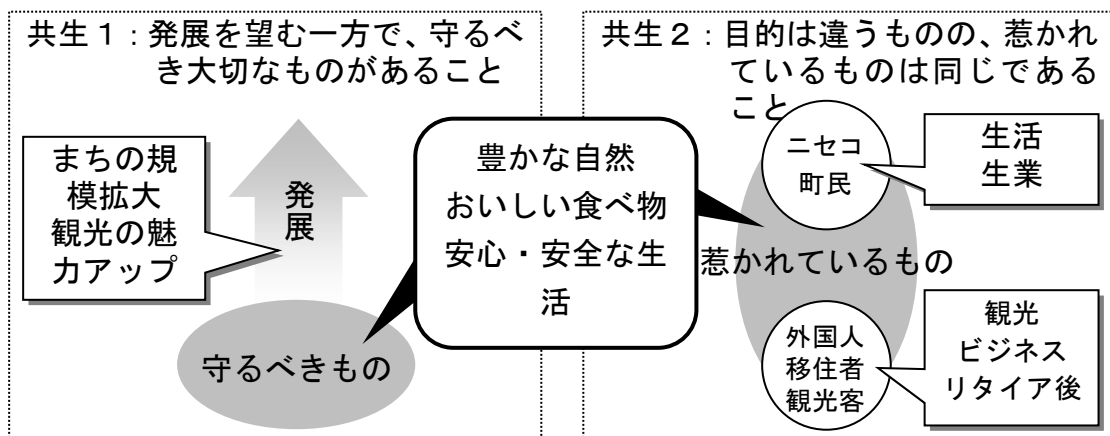 共生１：発展を望む一方で、守るべ
き大切なものがあること
まちの規
模拡大
観光の魅
力アップ
発展
守るべきもの
豊かな自然
おいしい食べ物
安心・安全な生
活
共生２：目的は違うものの、惹かれ
ているものは同じである
こと
ニセコ
町民
生活
生業
惹かれているもの
外国人
移住者
観光客
観光
ビジネス
リタイア後